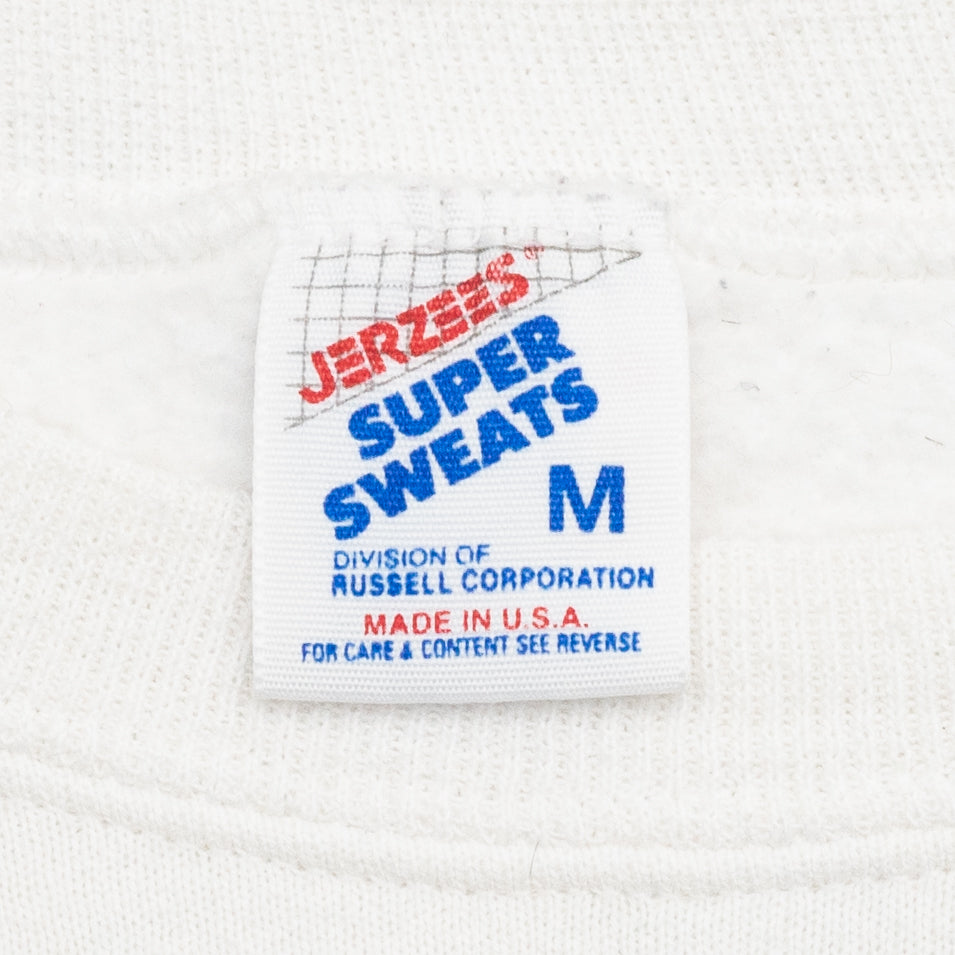 JERZEES
SUPER
SWEATS
M
DIVISION OF
RUSSELL CORPORATION
MADE IN U.S.A.
FOR CARE & CONTENT SEE REVERSE